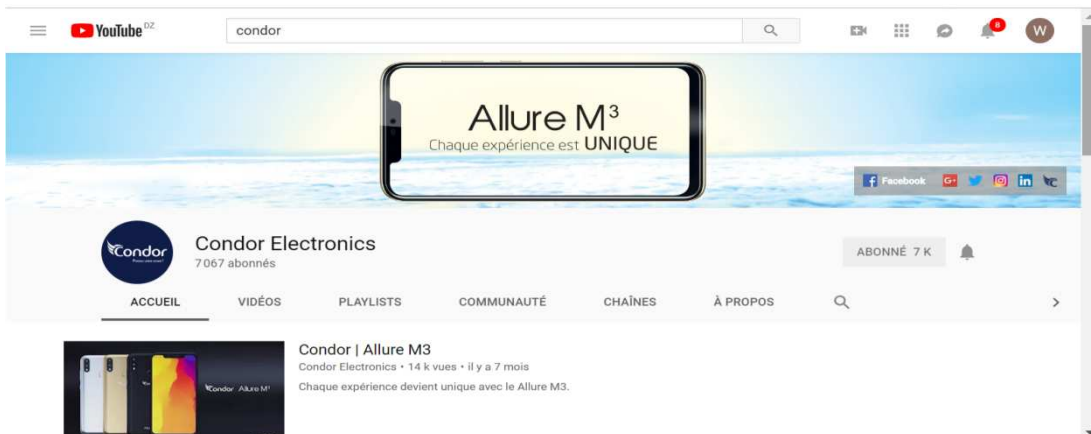 YouTube DZ
condor
8
W
Allure M³
Chaque expérience est UNIQUE
Facebook G+ in
Condor
Condor Electronics
7 067 abonnés
ABONNÉ 7 K
ACCUEIL VIDÉOS PLAYLISTS COMMUNAUTÉ CHAÎNES À PROPOS
Condor | Allure M3
Condor Electronics • 14 k vues • il y a 7 mois
Chaque expérience devient unique avec le Allure M3.
Condor Allure M³